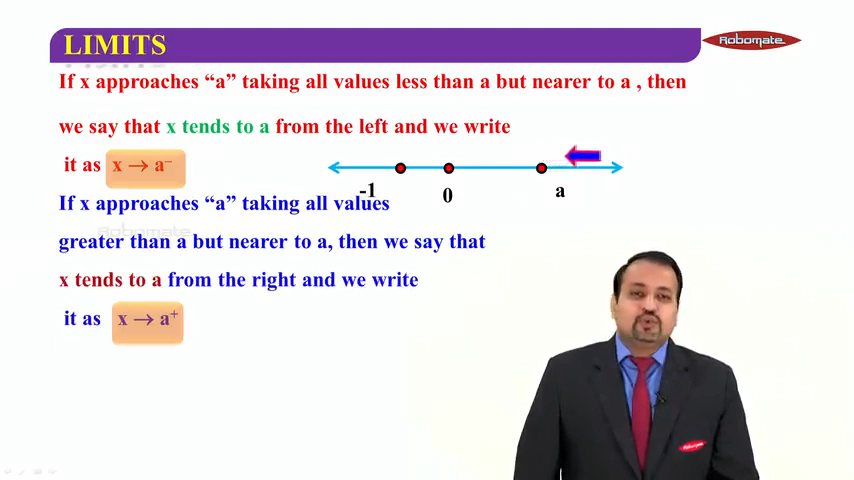 LIMITS
Robomate
If x approaches “a” taking all values less than a but nearer to a , then
we say that x tends to a from the left and we write
it as x → a⁻
-1 0 a
If x approaches “a” taking all values
Robomate
greater than a but nearer to a, then we say that
x tends to a from the right and we write
it as x → a⁺
Robomate